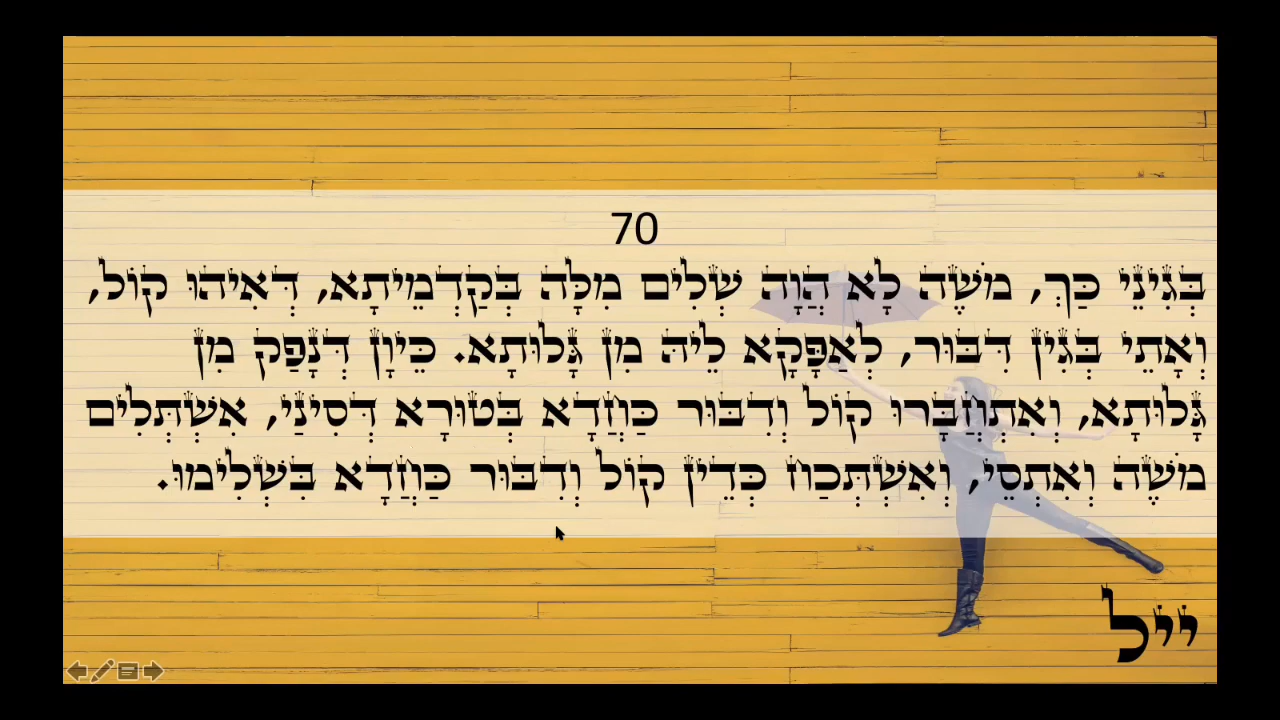 70
בְּגִינֵי כַּךְ, מֹשֶׁה לָא הֲוָה שְׁלִים מִלָּה בְּקַדְמֵיתָא, דְּאִיהוּ קוֹל,
וְאָתֵי בְּגִין דִּבּוּר, לְאַפָּקָא לֵיהּ מִן גָּלוּתָא. כֵּיוָן דְּנָפַק מִן
גָּלוּתָא, וְאִתְחֲבָּרוּ קוֹל וְדִבּוּר כַּחֲדָא בְּטוּרָא דְּסִינַי, אִשְׁתְּלִים
מֹשֶׁה וְאִתְסֵי, וְאִשְׁתְּכַח כְּדֵין קוֹל וְדִבּוּר כַּחֲדָא בִּשְׁלִימוּ.
ייל